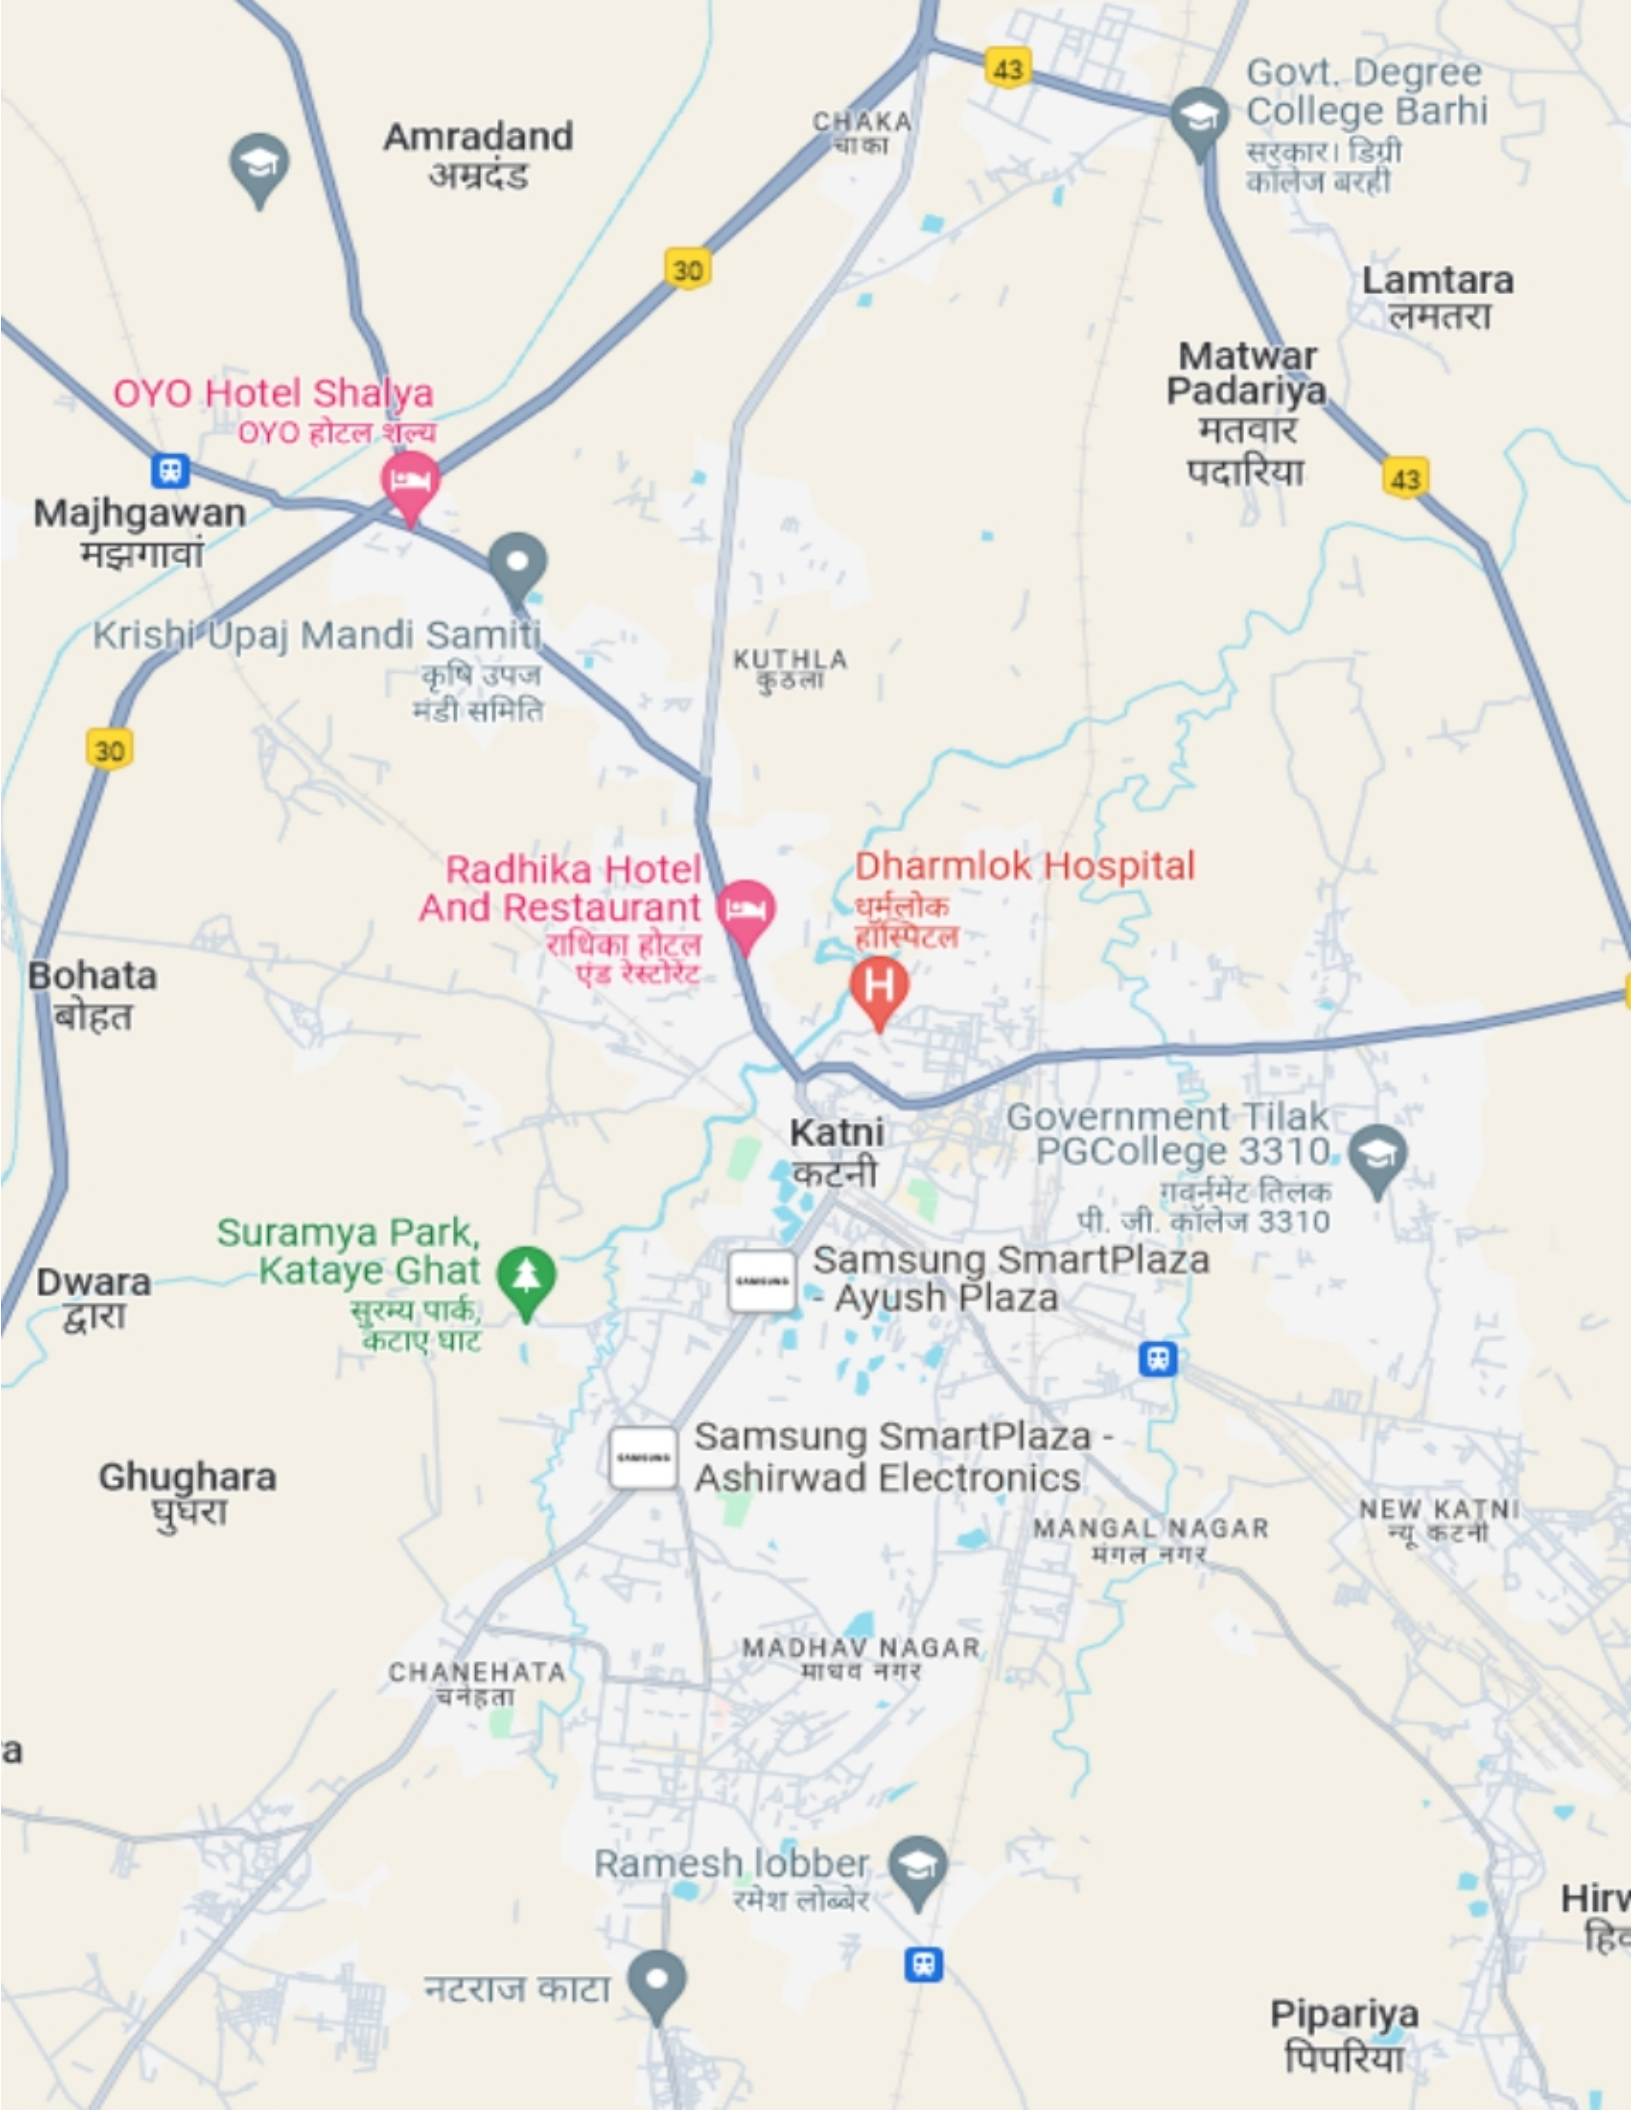 43
Govt. Degree
College Barhi
सरकार। डिग्री
कॉलेज बरही
CHAKA
चाका
Amradand
अम्रदंड
30
Lamtara
लमतरा
Matwar
Padariya
मतवार
पदारिया
OYO Hotel Shalya
OYO होटल शल्य
43
Majhgawan
मझगावां
Krishi Upaj Mandi Samiti
कृषि उपज
मंडी समिति
KUTHLA
कुठला
30
Radhika Hotel
And Restaurant
राधिका होटल
एंड रेस्टोरेंट
Dharmlok Hospital
धर्मलोक
हॉस्पिटल
H
Bohata
बोहत
Katni
कटनी
Government Tilak
PGCollege 3310
गवर्नमेंट तिलक
पी. जी. कॉलेज 3310
Suramya Park,
Kataye Ghat
सुरम्य पार्क,
कटाए घाट
Dwara
द्वारा
SAMSUNG
Samsung SmartPlaza
- Ayush Plaza
SAMSUNG
Samsung SmartPlaza -
Ashirwad Electronics
Ghughara
घुघरा
MANGAL NAGAR
मंगल नगर
NEW KATNI
न्यू कटनी
MADHAV NAGAR
माधव नगर
CHANEHATA
चनेहता
a
Ramesh lobber
रमेश लोब्बेर
Hirw
हिव
नटराज काटा
Pipariya
पिपरिया